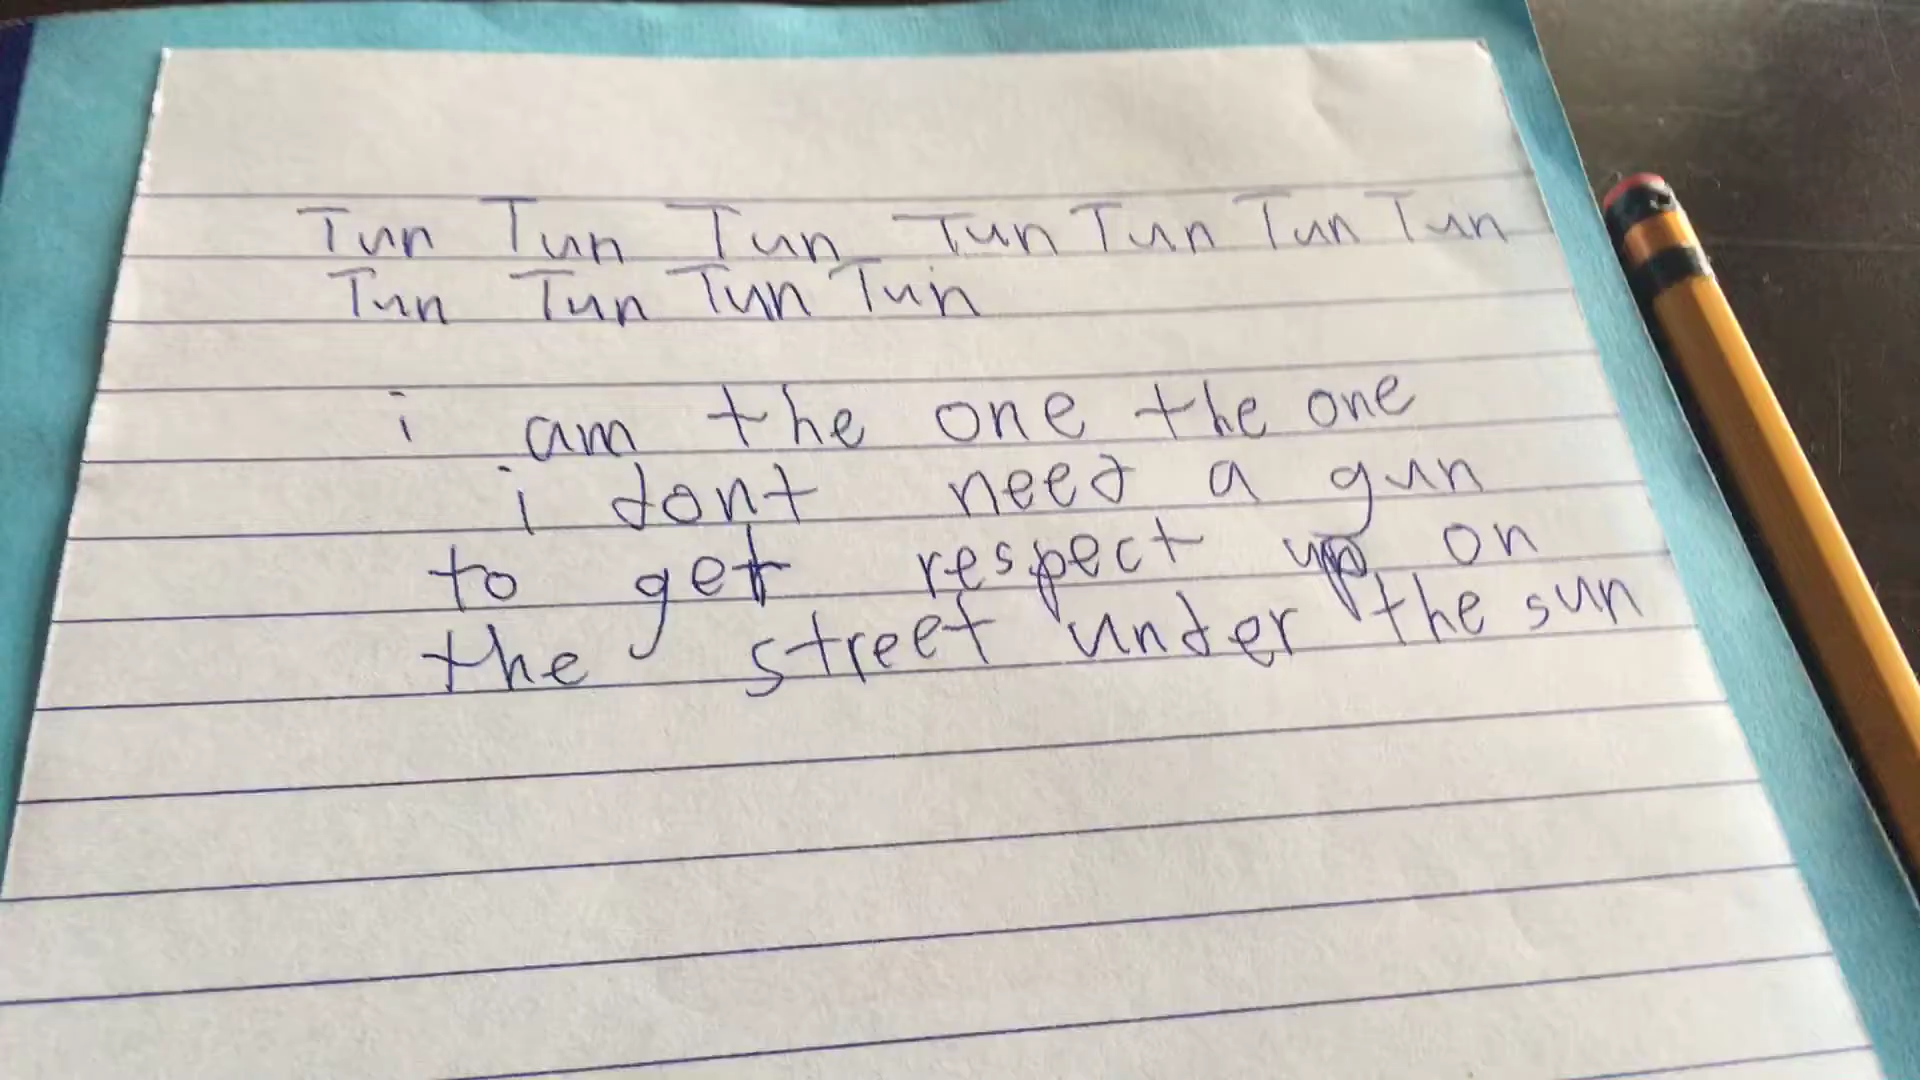 Tun Tun Tun Tun Tun Tun Tun
Tun Tun Tun Tun
i am the one the one
i dont need a gun
to get respect up on
the street under the sun